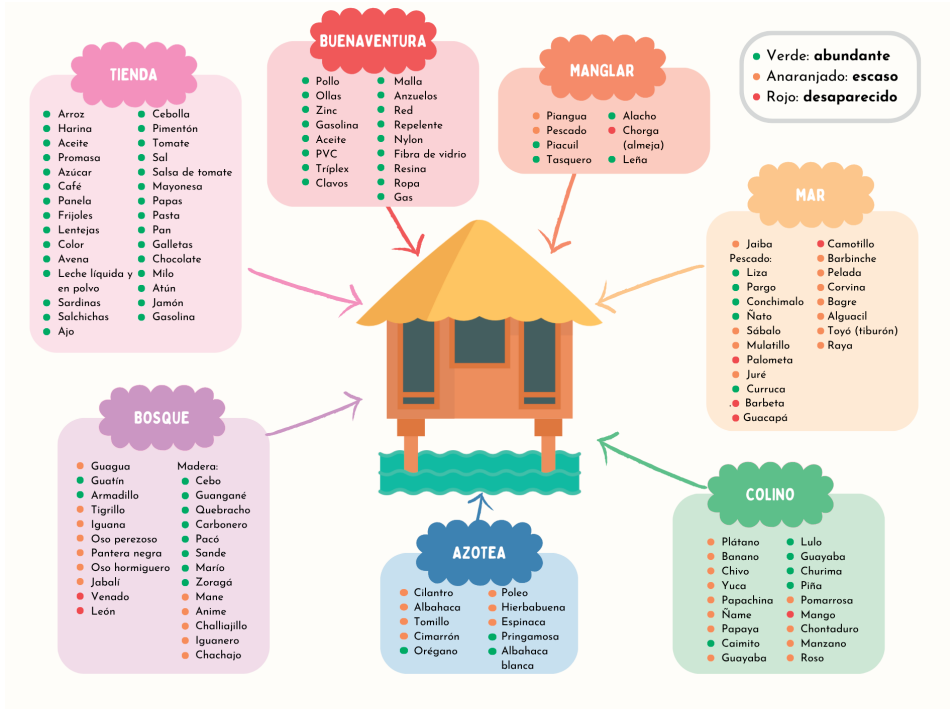 TIENDA
Arroz
Harina
Aceite
Promasa
Azúcar
Café
Panela
Frijoles
Lentejas
Color
Avena
Leche líquida y
en polvo
Sardinas
Salchichas
Ajo
Cebolla
Pimentón
Tomate
Sal
Salsa de tomate
Mayonesa
Papas
Pasta
Pan
Galletas
Chocolate
Milo
Atún
Jamón
Gasolina
BUENAVENTURA
Pollo
Ollas
Zinc
Gasolina
Aceite
PVC
Tríplex
Clavos
Malla
Anzuelos
Red
Repelente
Nylon
Fibra de vidrio
Resina
Ropa
Gas
MANGLAR
Piangua
Pescado
Piacuil
Tasquero
Alacho
Chorga
(almeja)
Leña
Verde: abundante
Anaranjado: escaso
Rojo: desaparecido
MAR
Jaiba
Pescado:
Liza
Pargo
Conchimalo
Ñato
Sábalo
Mulatillo
Palometa
Juré
Curruca
. Barbeta
Guacapá
Camotillo
Barbinche
Pelada
Corvina
Bagre
Alguacil
Toyó (tiburón)
Raya
BOSQUE
Guagua
Guatín
Armadillo
Tigrillo
Iguana
Oso perezoso
Pantera negra
Oso hormiguero
Jabalí
Venado
León
Madera:
Cebo
Guangané
Quebracho
Carbonero
Pacó
Sande
Marío
Zoragá
Mane
Anime
Challiajillo
Iguanero
Chachajo
AZOTEA
Cilantro
Albahaca
Tomillo
Cimarrón
Orégano
Poleo
Hierbabuena
Espinaca
Pringamosa
Albahaca
blanca
COLINO
Plátano
Banano
Chivo
Yuca
Papachina
Ñame
Papaya
Caimito
Guayaba
Lulo
Guayaba
Churima
Piña
Pomarrosa
Mango
Chontaduro
Manzano
Roso